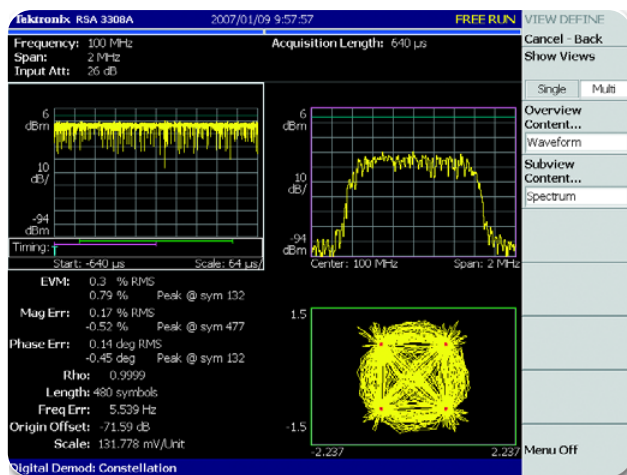 Tektronix RSA 3308A 2007/01/09 9:57:57 FREE RUN
VIEW DEFINE
Frequency: 100 MHz Acquisition Length: 640 µs
Span: 2 MHz
Input Att: 26 dB
Cancel - Back
Show Views
Single Multi
Overview
Content...
Waveform
Subview
Content...
Spectrum
6
dBm
10
dB/
-94
dBm
Timing:
Start: -640 µs Scale: 64 µs/
6
dBm
10
dB/
-94
dBm
Center: 100 MHz Span: 2 MHz
EVM: 0.3 % RMS
0.79 % Peak @ sym 132
Mag Err: 0.17 % RMS
-0.52 % Peak @ sym 477
Phase Err: 0.14 deg RMS
-0.45 deg Peak @ sym 132
Rho: 0.9999
Length: 480 symbols
Freq Err: 5.539 Hz
Origin Offset: -71.59 dB
Scale: 131.778 mV/Unit
1.5
-1.5
-2.237 2.237
Menu Off
Digital Demod: Constellation